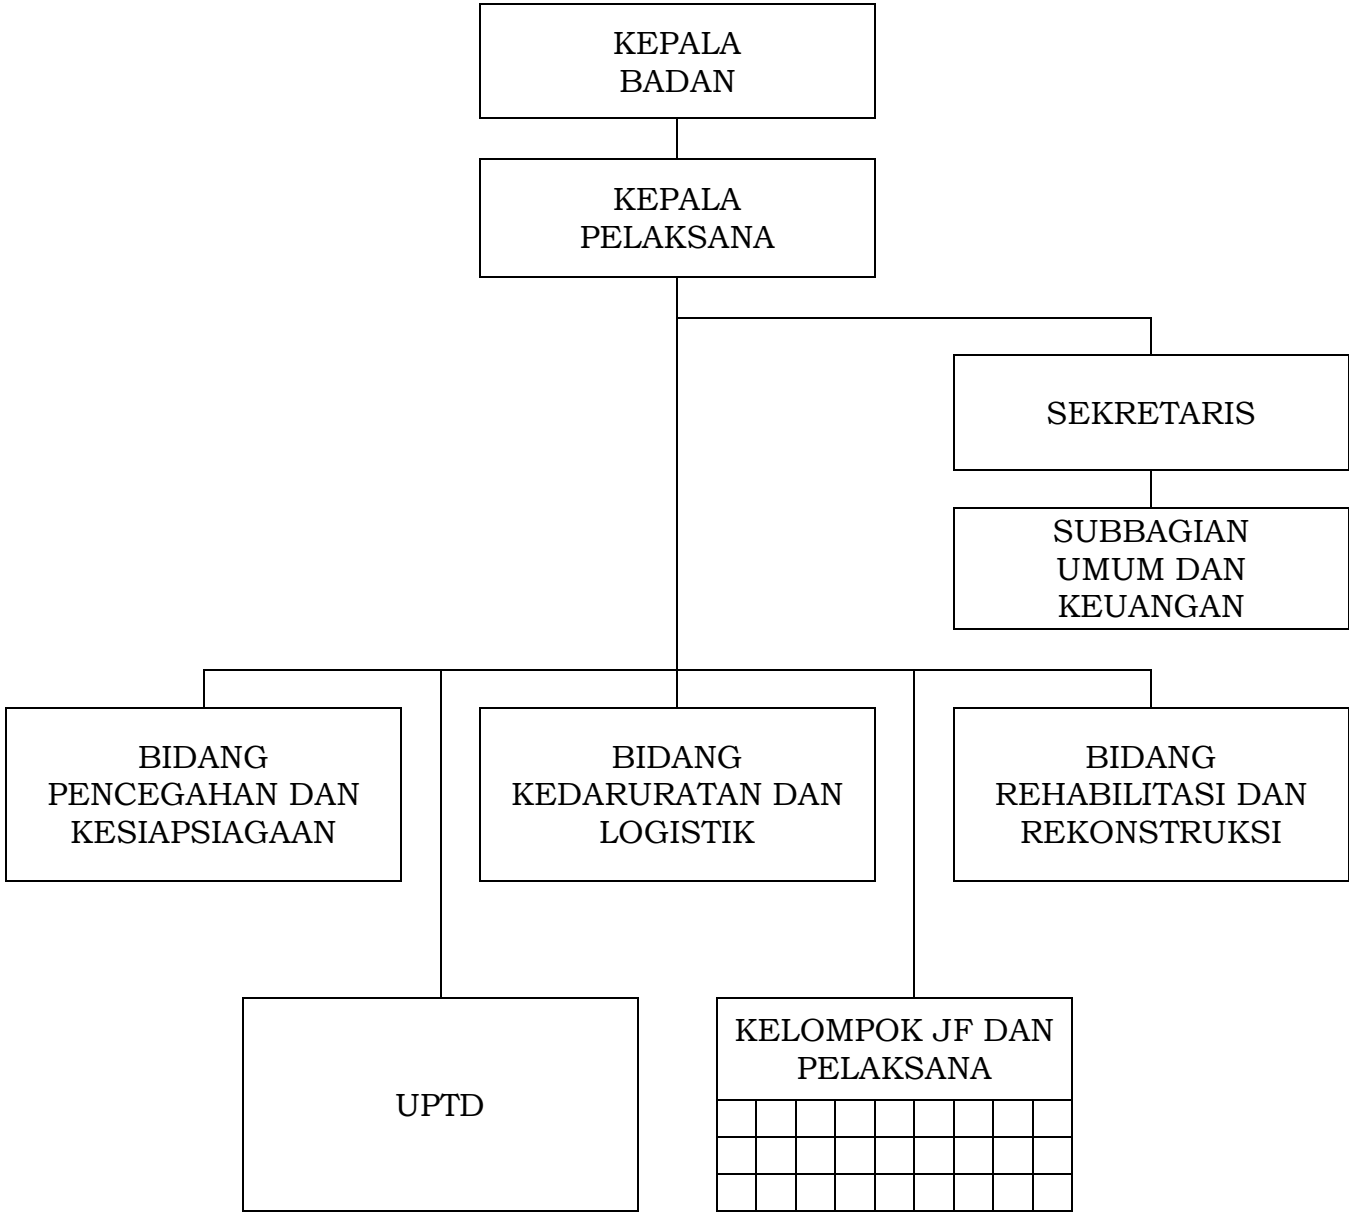 KEPALA
BADAN
KEPALA
PELAKSANA
SEKRETARIS
SUBBAGIAN
UMUM DAN
KEUANGAN
BIDANG
PENCEGAHAN DAN
KESIAPSIAGAAN
BIDANG
KEDARURATAN DAN
LOGISTIK
BIDANG
REHABILITASI DAN
REKONSTRUKSI
UPTD
KELOMPOK JF DAN
PELAKSANA